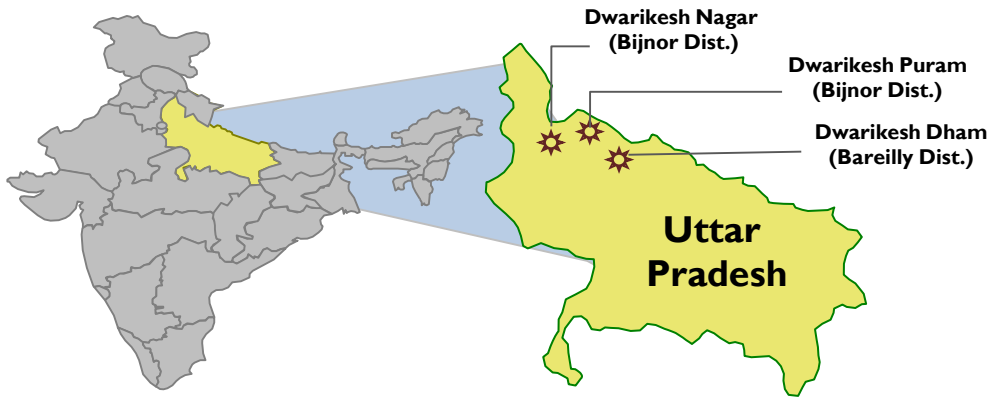 Dwarikesh Nagar
(Bijnor Dist.)
Dwarikesh Puram
(Bijnor Dist.)
Dwarikesh Dham
(Bareilly Dist.)
Uttar
Pradesh